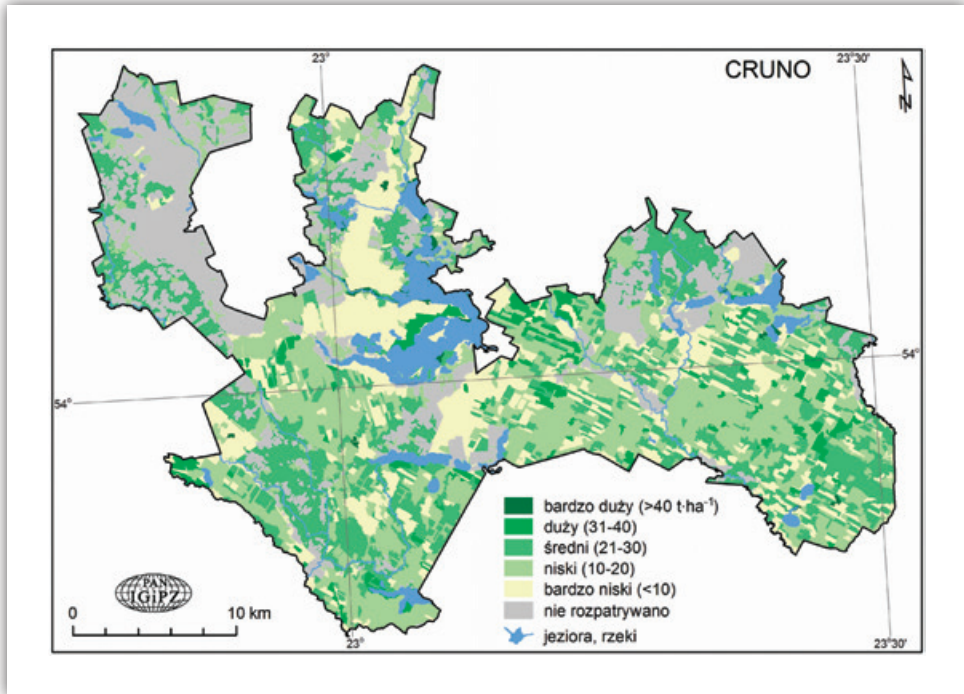 23°
23°30'
CRUNO
N
54°
54°
bardzo duży (>40 t·ha⁻¹)
duży (31-40)
średni (21-30)
niski (10-20)
bardzo niski (<10)
nie rozpatrywano
jeziora, rzeki
PAN
IGiPZ
0 10 km
23°
23°30'